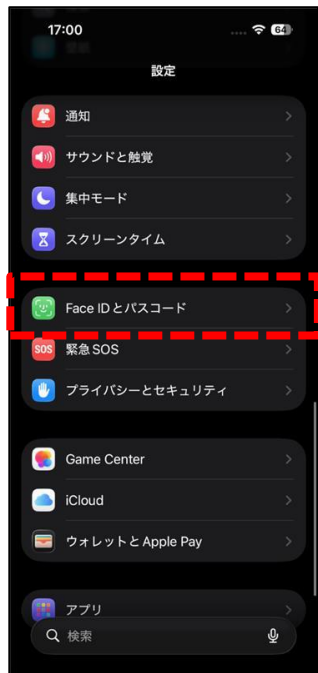 17:00
64
設定
通知
サウンドと触覚
集中モード
スクリーンタイム
Face IDとパスコード
SOS 緊急SOS
プライバシーとセキュリティ
Game Center
iCloud
ウォレットとApple Pay
アプリ
検索